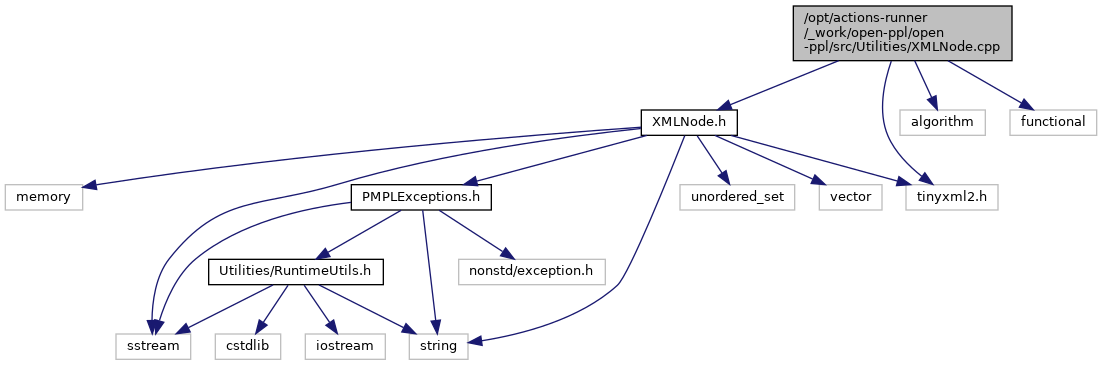 /opt/actions-runner
/_work/open-ppl/open
-ppl/src/Utilities/XMLNode.cpp
XMLNode.h
algorithm
functional
memory
PMPLExceptions.h
unordered_set
vector
tinyxml2.h
Utilities/RuntimeUtils.h
nonstd/exception.h
sstream
cstdlib
iostream
string